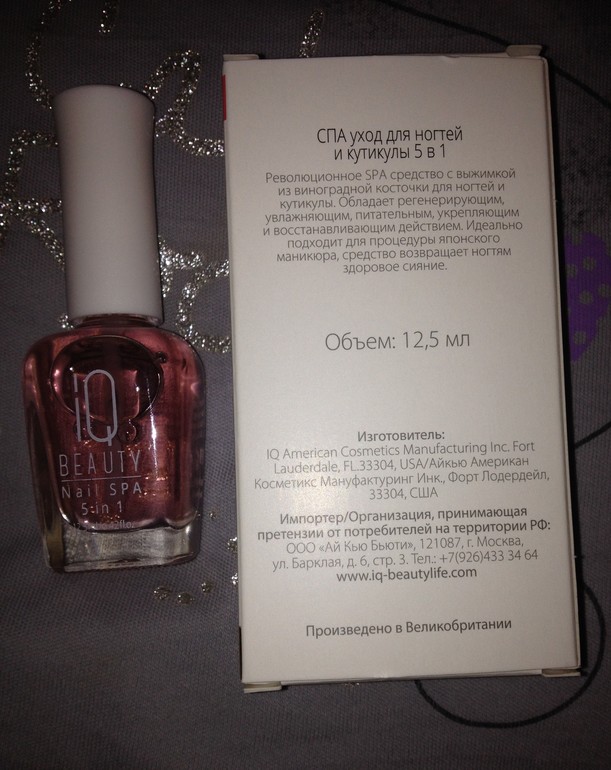 IQ
BEAUTY
Nail SPA
5-in 1
СПА уход для ногтей
и кутикулы 5 в 1
Революционное SPA средство с выжимкой
из виноградной косточки для ногтей и
кутикулы. Обладает регенерирующим,
увлажняющим, питательным, укрепляющим
и восстанавливающим действием. Идеально
подходит для процедуры японского
маникюра, средство возвращает ногтям
здоровое сияние.
Объем: 12,5 мл
Изготовитель:
IQ American Cosmetics Manufacturing Inc. Fort
Lauderdale, FL.33304, USA/Айкью Американ
Косметикс Мануфактуринг Инк., Форт Лодердейл,
33304, США
Импортер/Организация, принимающая
претензии от потребителей на территории РФ:
ООО «Ай Кью Бьюти», 121087, г. Москва,
ул. Барклая, д. 6, стр. 3. Тел.: +7(926)433 34 64
www.iq-beautylife.com
Произведено в Великобритании